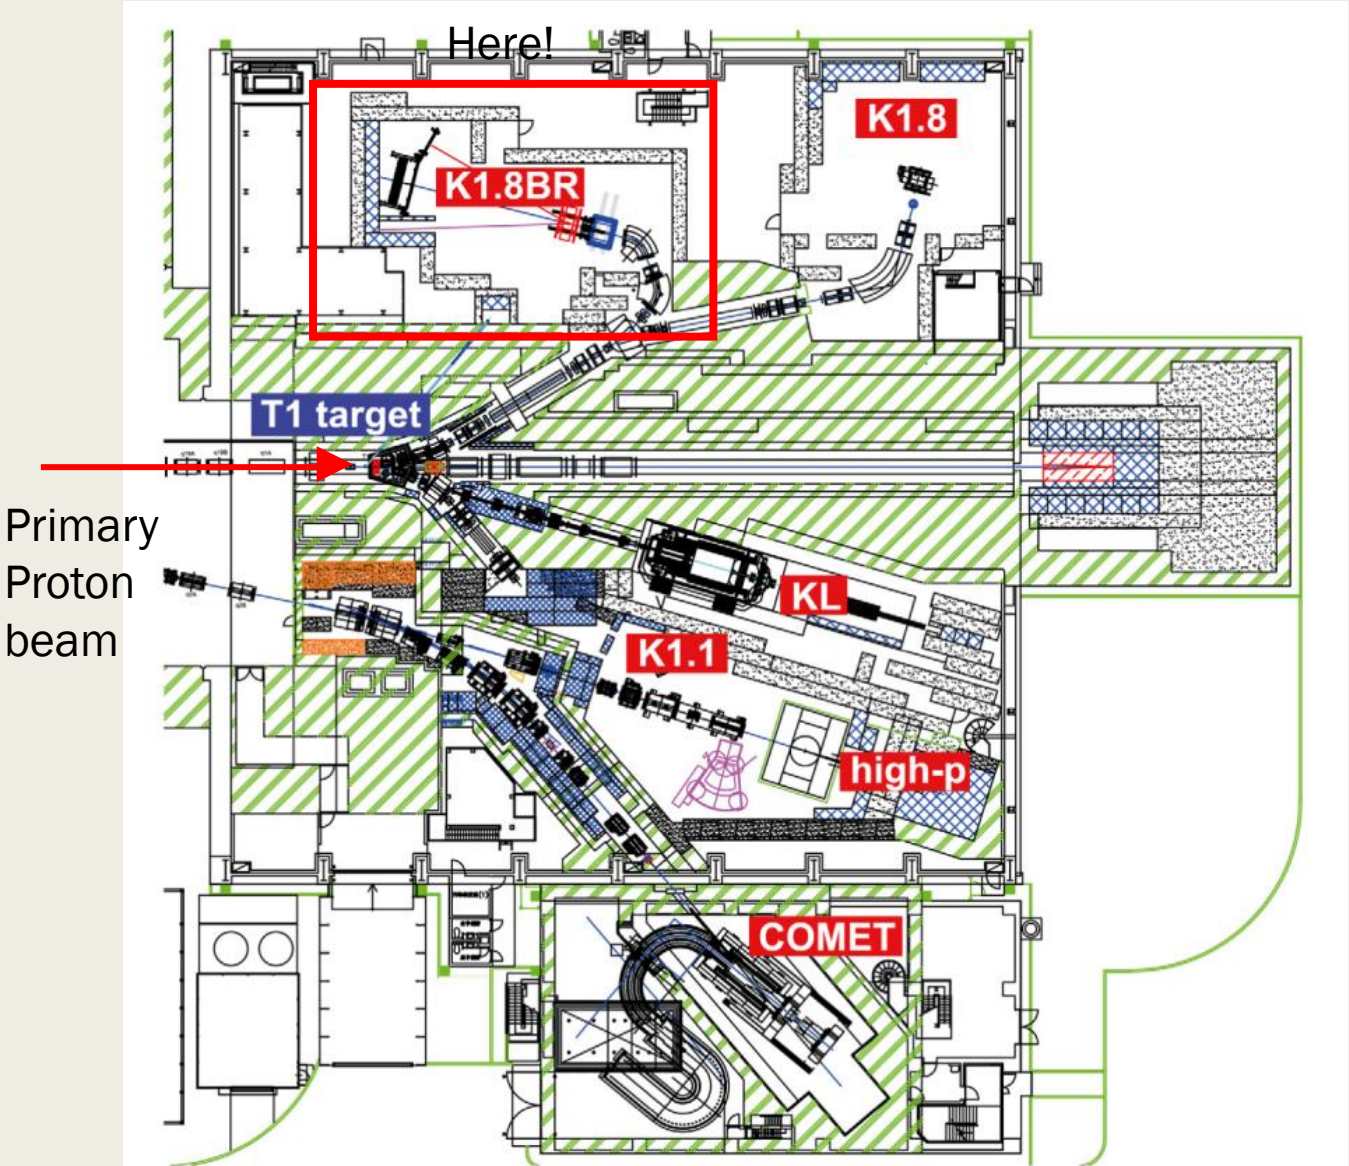 Here!
K1.8
K1.8BR
T1 target
Primary
Proton
beam
KL
K1.1
high-p
COMET